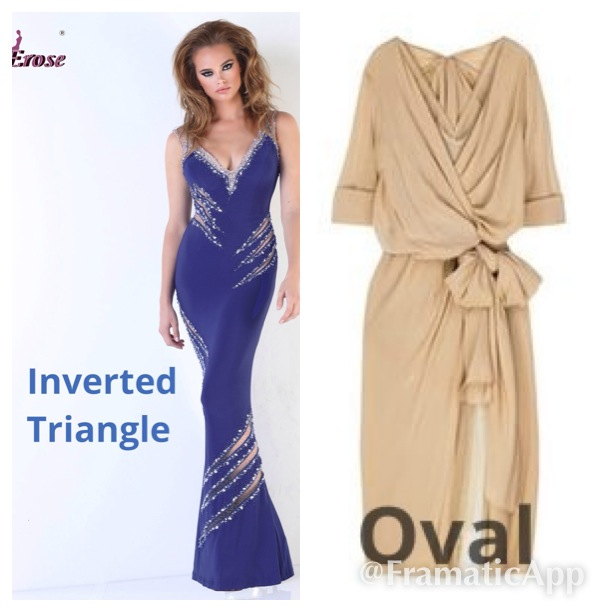 Erose
®
Inverted
Triangle
Oval
@FramaticApp